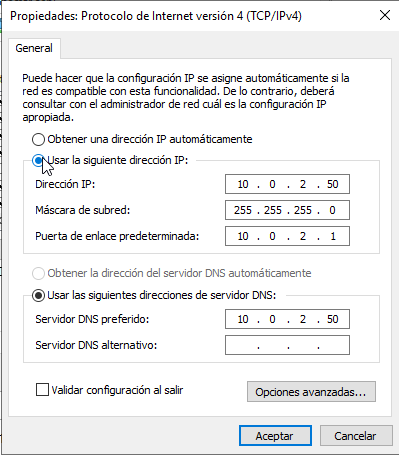 Propiedades: Protocolo de Internet versión 4 (TCP/IPv4)
General
Puede hacer que la configuración IP se asigne automáticamente si la
red es compatible con esta funcionalidad. De lo contrario, deberá
consultar con el administrador de red cuál es la configuración IP
apropiada.
Obtener una dirección IP automáticamente
Usar la siguiente dirección IP:
Dirección IP: 10 . 0 . 2 . 50
Máscara de subred: 255 . 255 . 255 . 0
Puerta de enlace predeterminada: 10 . 0 . 2 . 1
Obtener la dirección del servidor DNS automáticamente
Usar las siguientes direcciones de servidor DNS:
Servidor DNS preferido: 10 . 0 . 2 . 50
Servidor DNS alternativo: . . .
Validar configuración al salir
Opciones avanzadas...
Aceptar Cancelar